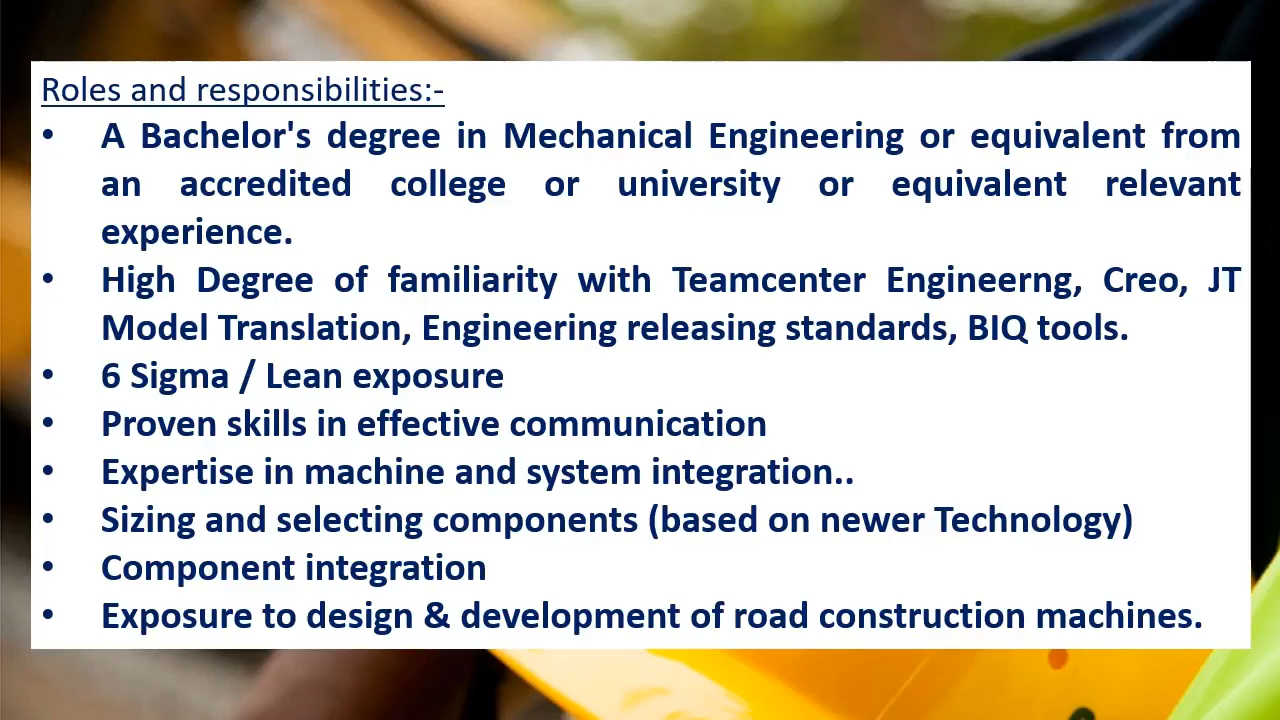 Roles and responsibilities:-
• A Bachelor's degree in Mechanical Engineering or equivalent from
an accredited college or university or equivalent relevant
experience.
• High Degree of familiarity with Teamcenter Engineerng, Creo, JT
Model Translation, Engineering releasing standards, BIQ tools.
• 6 Sigma / Lean exposure
• Proven skills in effective communication
• Expertise in machine and system integration..
• Sizing and selecting components (based on newer Technology)
• Component integration
• Exposure to design & development of road construction machines.